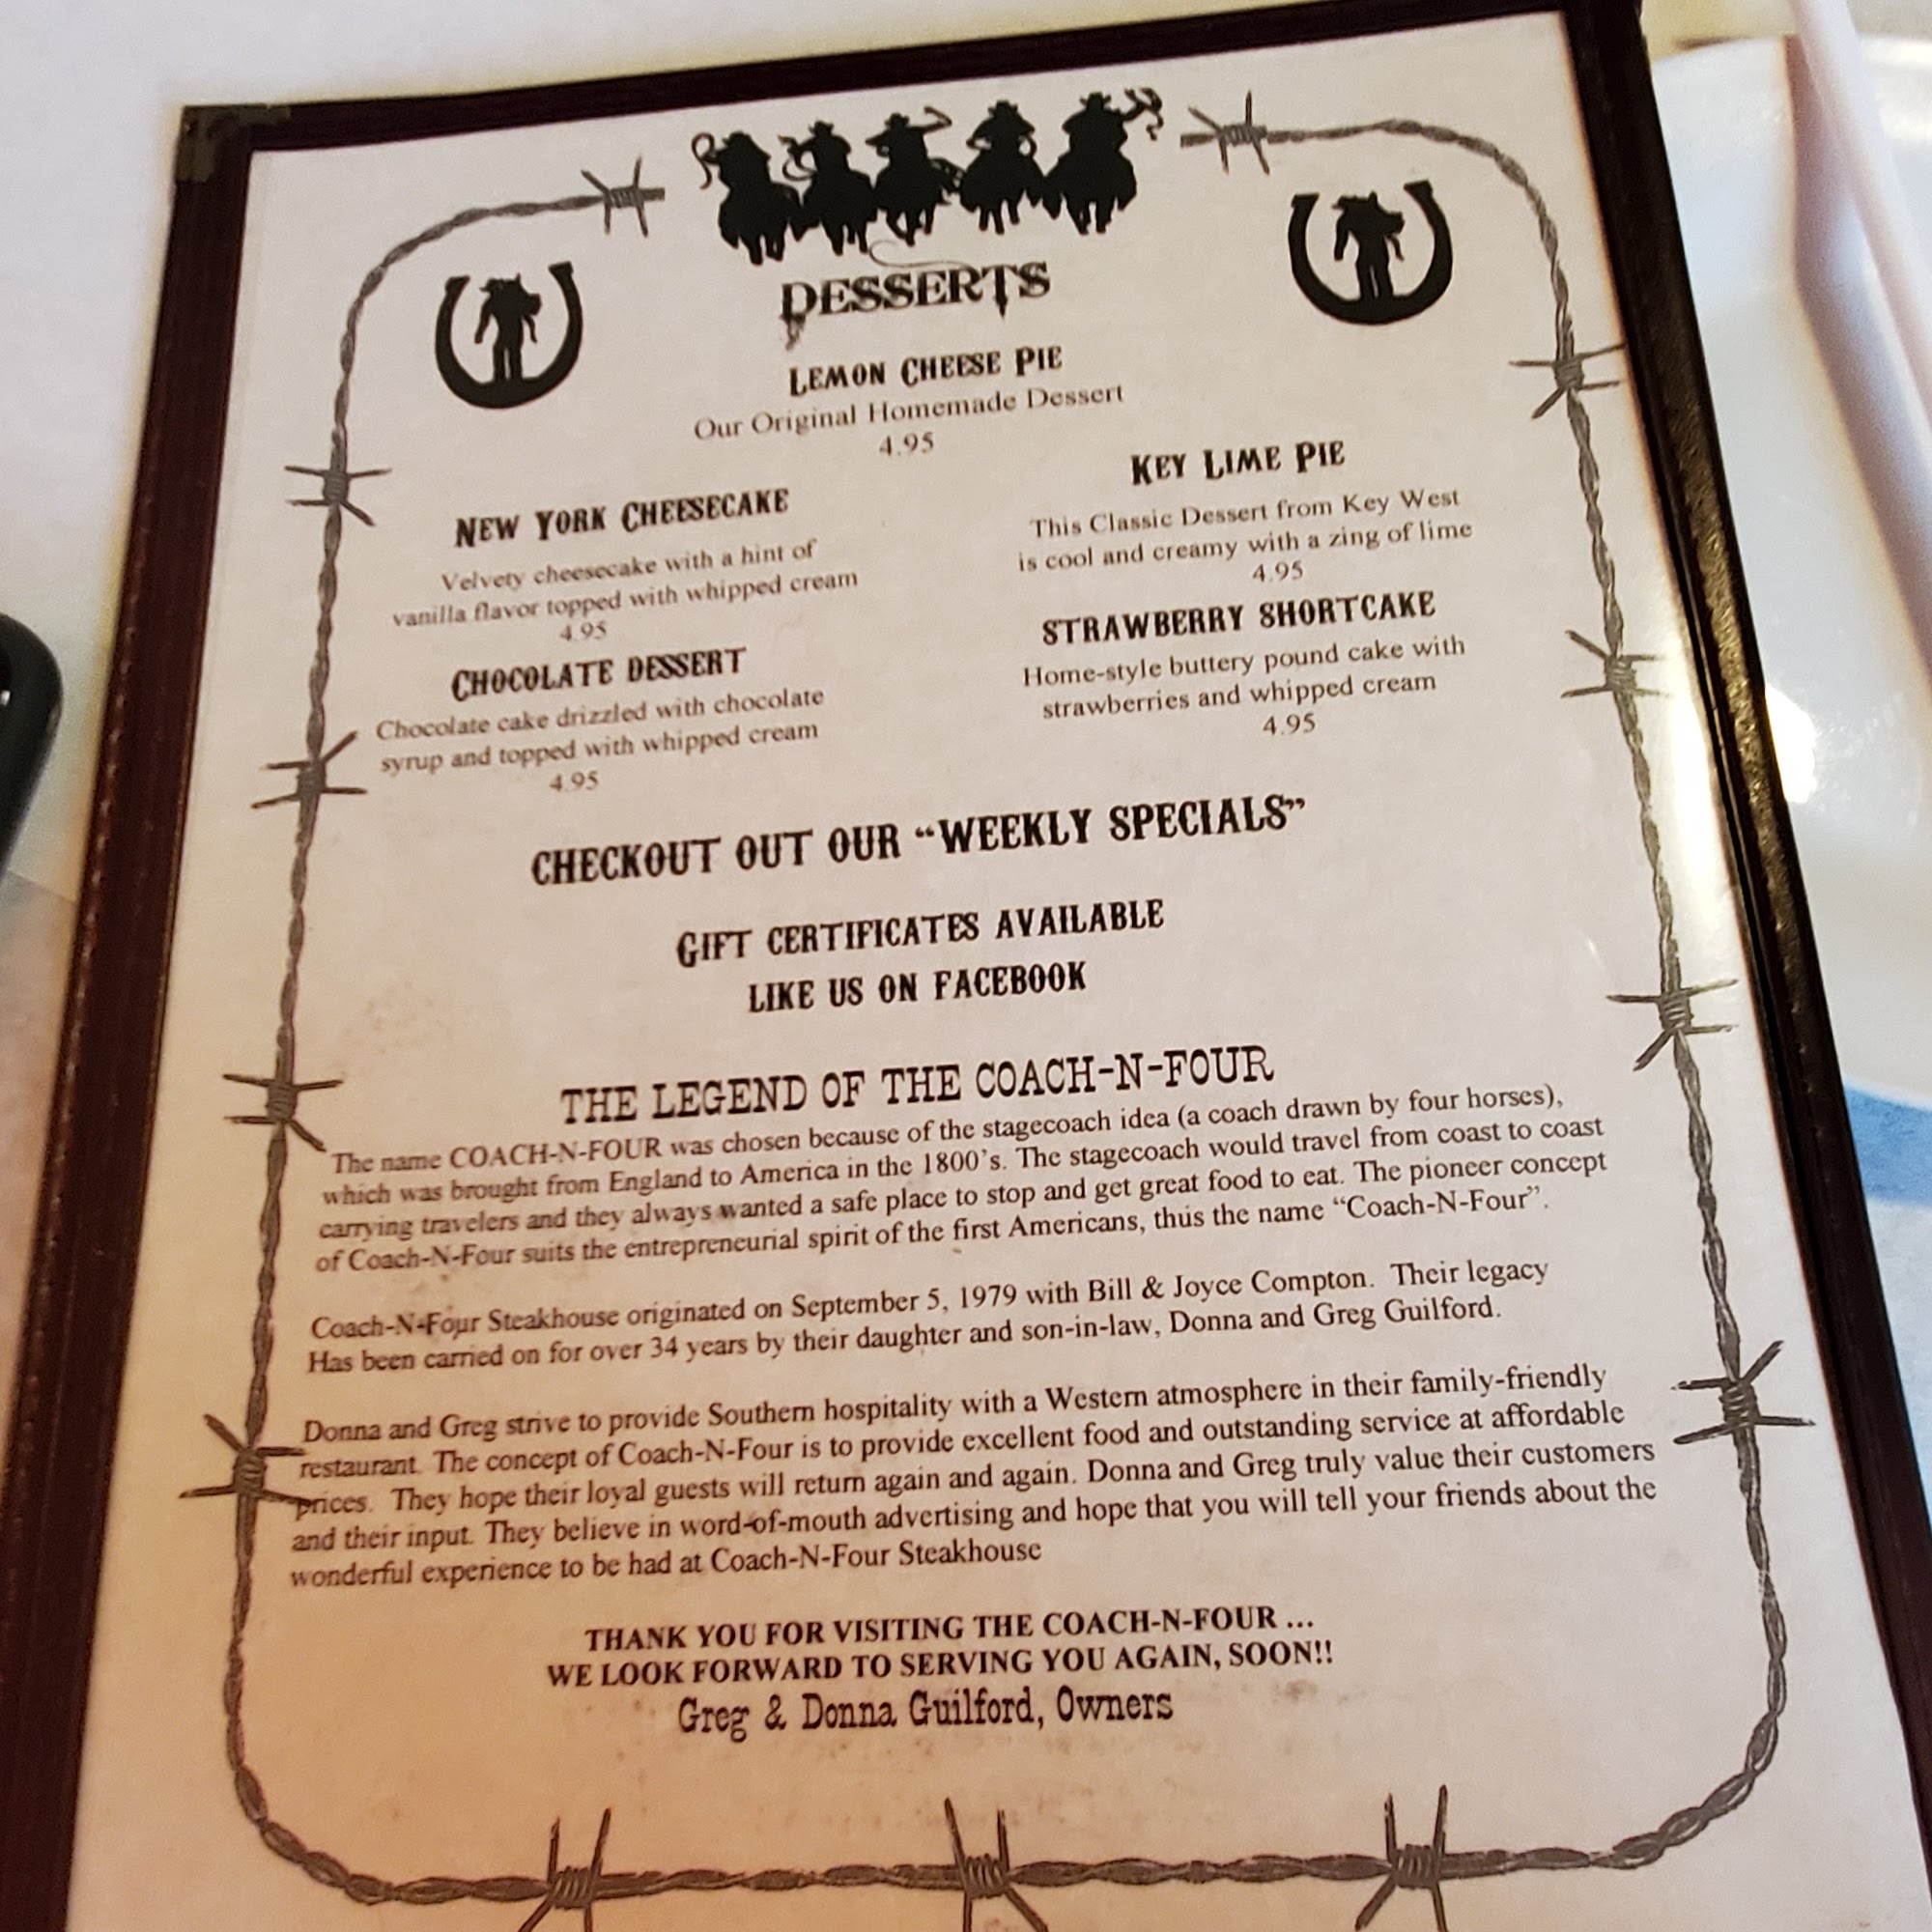 DESSERTS
LEMON CHEESE PIE
Our Original Homemade Dessert
4.95
NEW YORK CHEESECAKE
Velvety cheesecake with a hint of
vanilla flavor topped with whipped cream
4.95
CHOCOLATE DESSERT
Chocolate cake drizzled with chocolate
syrup and topped with whipped cream
4.95
KEY LIME PIE
This Classic Dessert from Key West
is cool and creamy with a zing of lime
4.95
STRAWBERRY SHORTCAKE
Home-style buttery pound cake with
strawberries and whipped cream
4.95
CHECKOUT OUT OUR “WEEKLY SPECIALS”
GIFT CERTIFICATES AVAILABLE
LIKE US ON FACEBOOK
THE LEGEND OF THE COACH-N-FOUR
The name COACH-N-FOUR was chosen because of the stagecoach idea (a coach drawn by four horses),
which was brought from England to America in the 1800’s. The stagecoach would travel from coast to coast
carrying travelers and they always wanted a safe place to stop and get great food to eat. The pioneer concept
of Coach-N-Four suits the entrepreneurial spirit of the first Americans, thus the name “Coach-N-Four”.
Coach-N-Four Steakhouse originated on September 5, 1979 with Bill & Joyce Compton. Their legacy
Has been carried on for over 34 years by their daughter and son-in-law, Donna and Greg Guilford.
Donna and Greg strive to provide Southern hospitality with a Western atmosphere in their family-friendly
restaurant. The concept of Coach-N-Four is to provide excellent food and outstanding service at affordable
prices. They hope their loyal guests will return again and again. Donna and Greg truly value their customers
and their input. They believe in word-of-mouth advertising and hope that you will tell your friends about the
wonderful experience to be had at Coach-N-Four Steakhouse
THANK YOU FOR VISITING THE COACH-N-FOUR ...
WE LOOK FORWARD TO SERVING YOU AGAIN, SOON!!
Greg & Donna Guilford, Owners